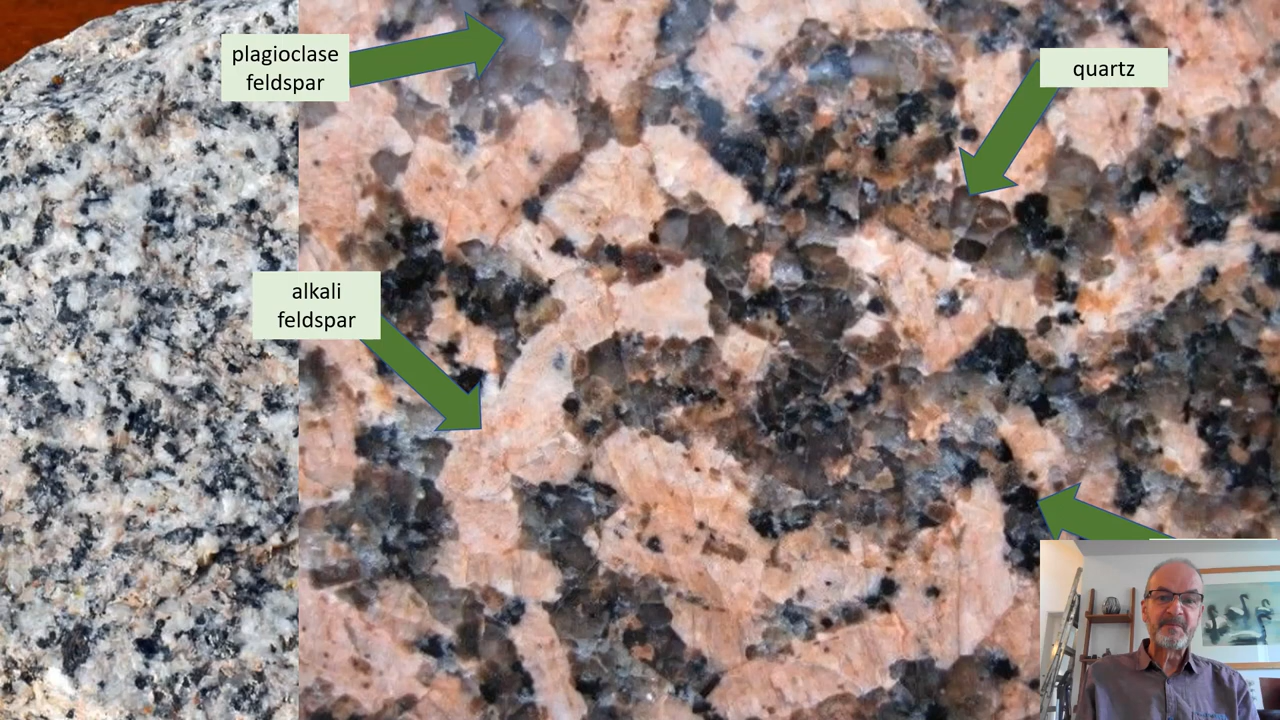 plagioclase
feldspar
quartz
alkali
feldspar